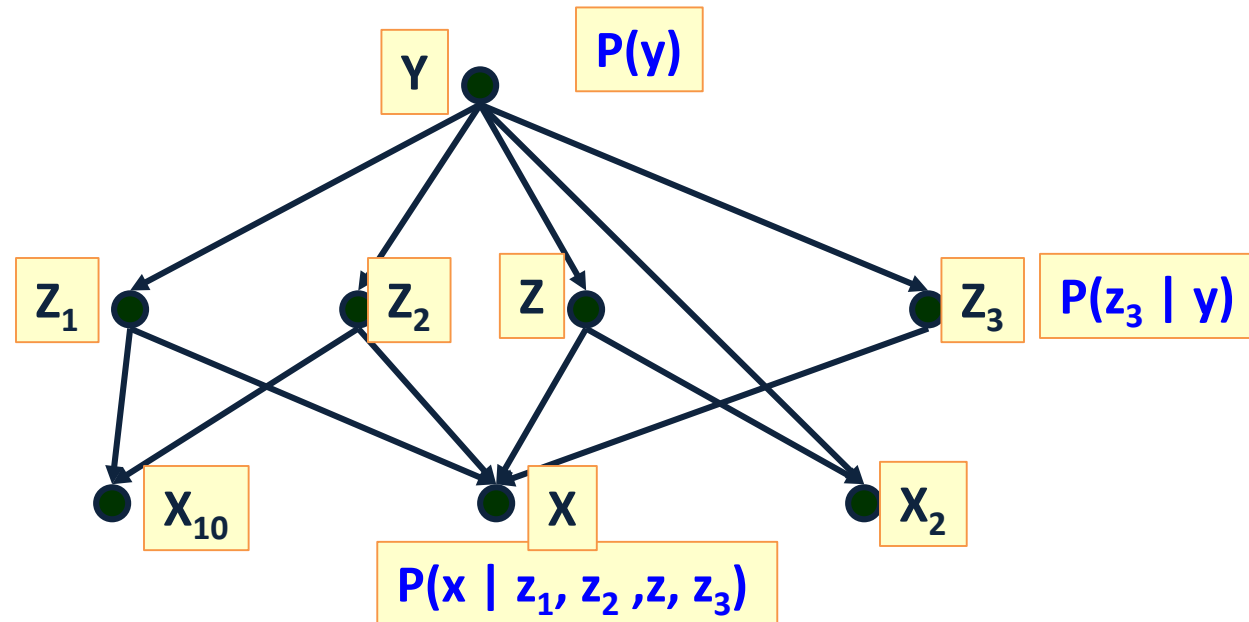 P(y)
Y
Z₁
Z₂
Z
Z₃
P(z₃ | y)
X₁₀
X
X₂
P(x | z₁, z₂ ,z, z₃)